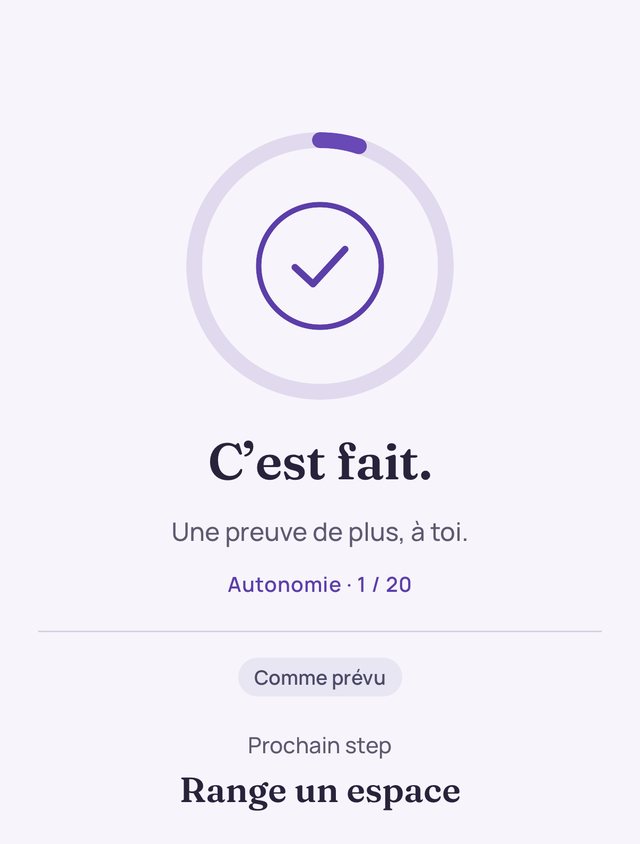 C’est fait.
Une preuve de plus, à toi.
Autonomie · 1 / 20
Comme prévu
Prochain step
Range un espace